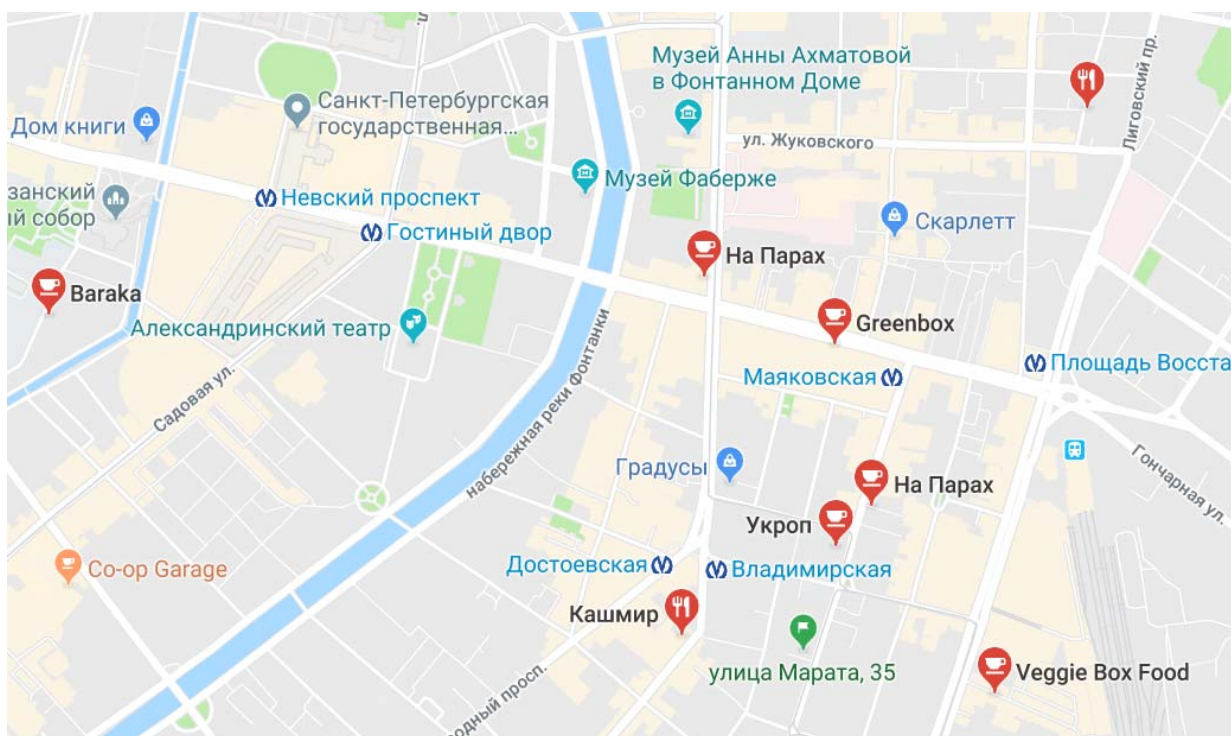 Музей Анны Ахматовой
в Фонтанном Доме
Санкт-Петербургская
государственная...
Дом книги
Лиговский пр.
ул. Жуковского
Музей Фаберже
занский
ий собор
Невский проспект
Гостиный двор
Скарлетт
На Парах
Baraka
Александринский театр
Greenbox
Площадь Восста
Маяковская
Садовая ул.
набережная реки Фонтанки
Градусы
На Парах
Гончарная ул.
Укроп
Достоевская
Владимирская
Co-op Garage
Кашмир
улица Марата, 35
Veggie Box Food
родный просп.